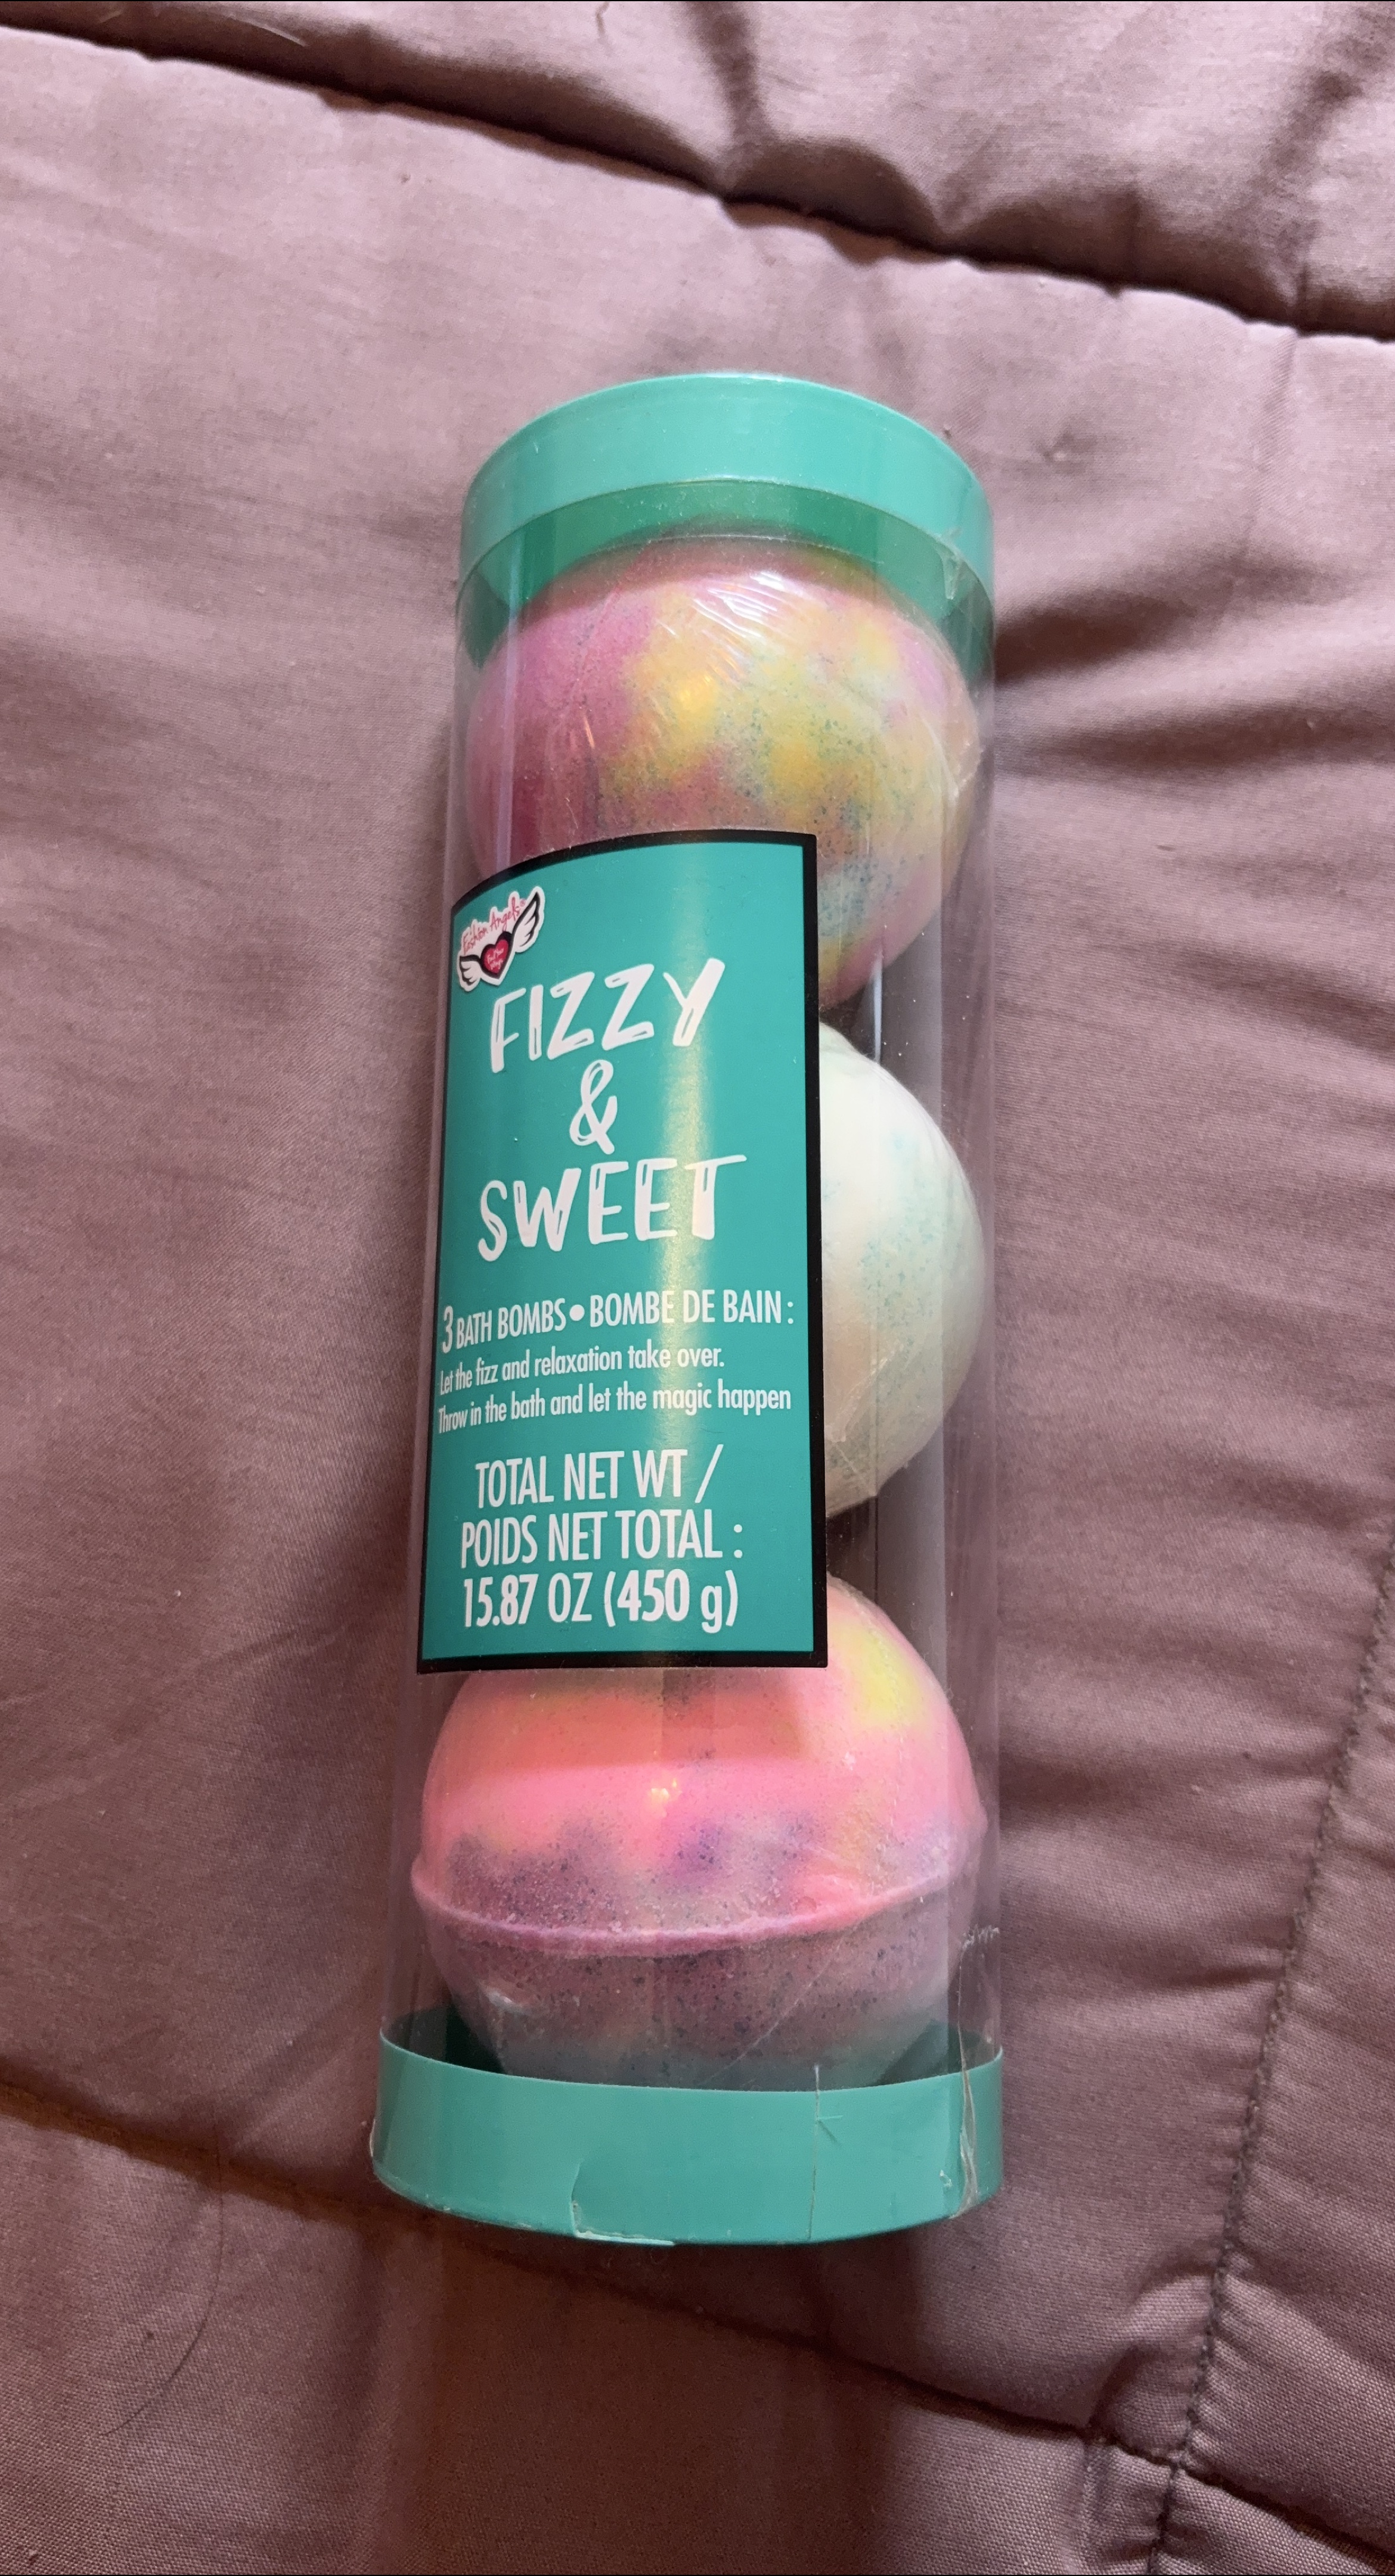 Fashion Angels
FIZZY
&
SWEET
3 BATH BOMBS • BOMBE DE BAIN :
Let the fizz and relaxation take over.
Throw in the bath and let the magic happen
TOTAL NET WT /
POIDS NET TOTAL :
15.87 OZ (450 g)